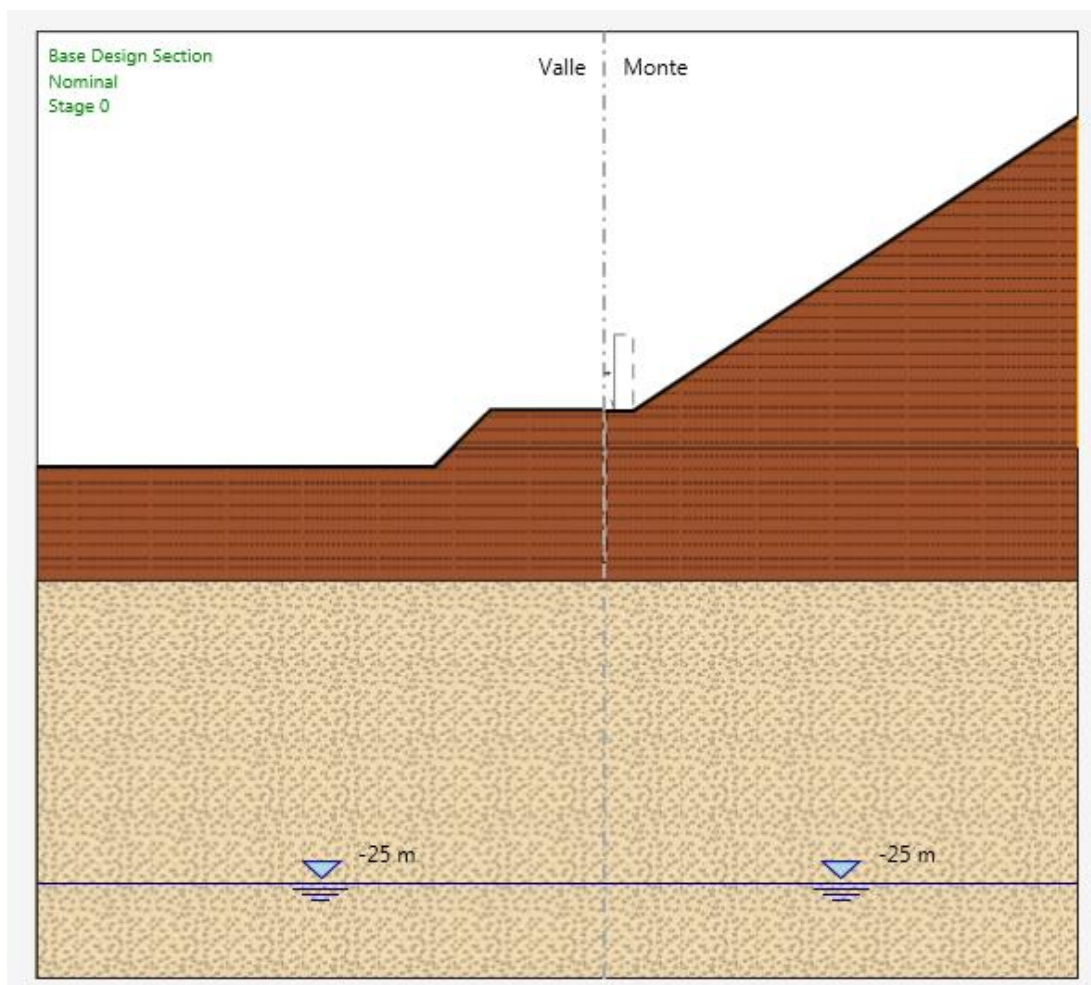 Base Design Section
Nominal
Stage 0
Valle
Monte
-25 m
-25 m